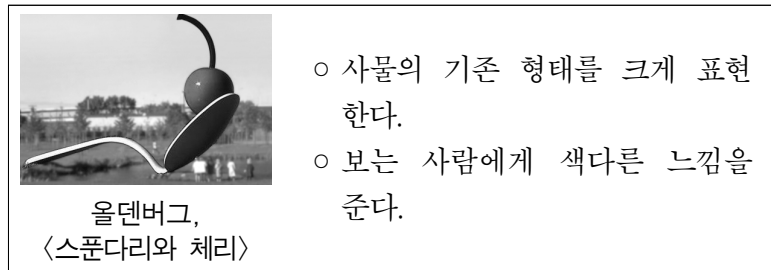 올덴버그,
〈스푼다리와 체리〉
○ 사물의 기존 형태를 크게 표현
한다.
○ 보는 사람에게 색다른 느낌을
준다.